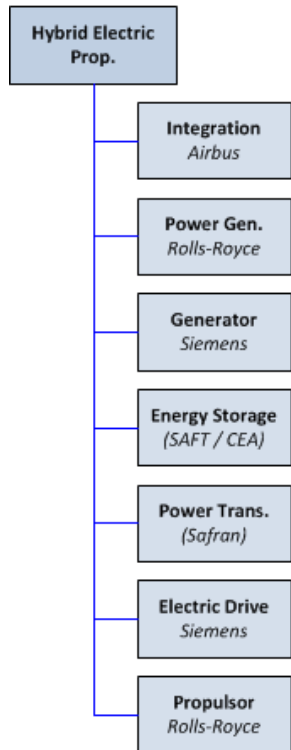 Hybrid Electric
Prop.
Integration
Airbus
Power Gen.
Rolls-Royce
Generator
Siemens
Energy Storage
(SAFT / CEA)
Power Trans.
(Safran)
Electric Drive
Siemens
Propulsor
Rolls-Royce